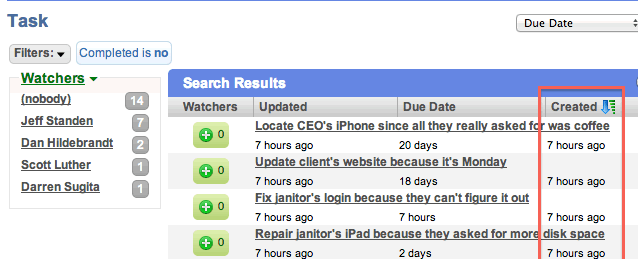 Task
Due Date
Filters:
Completed is no
Watchers
(nobody) 14
Jeff Standen 7
Dan Hildebrandt 2
Scott Luther 1
Darren Sugita 1
Search Results
Watchers Updated Due Date Created
Locate CEO's iPhone since all they really asked for was coffee
0 7 hours ago 20 days 7 hours ago
Update client's website because it's Monday
0 7 hours ago 18 days 7 hours ago
Fix janitor's login because they can't figure it out
0 7 hours ago 7 hours 7 hours ago
Repair janitor's iPad because they asked for more disk space
0 7 hours ago 2 days 7 hours ago